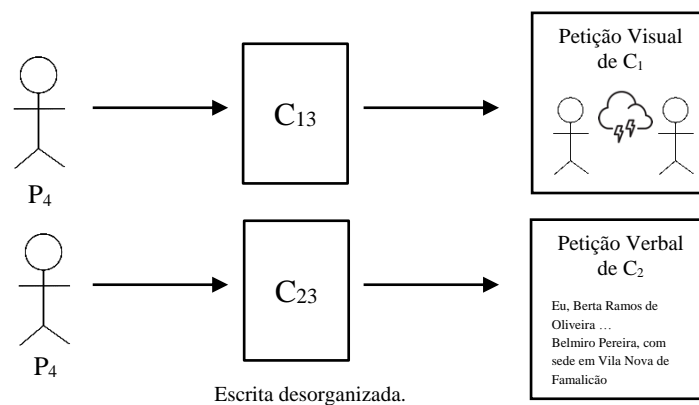 Petição Visual
de C₁
C₁₃
P₄
Petição Verbal
de C₂
Eu, Berta Ramos de
Oliveira …
Belmiro Pereira, com
sede em Vila Nova de
Famalicão
C₂₃
P₄
Escrita desorganizada.